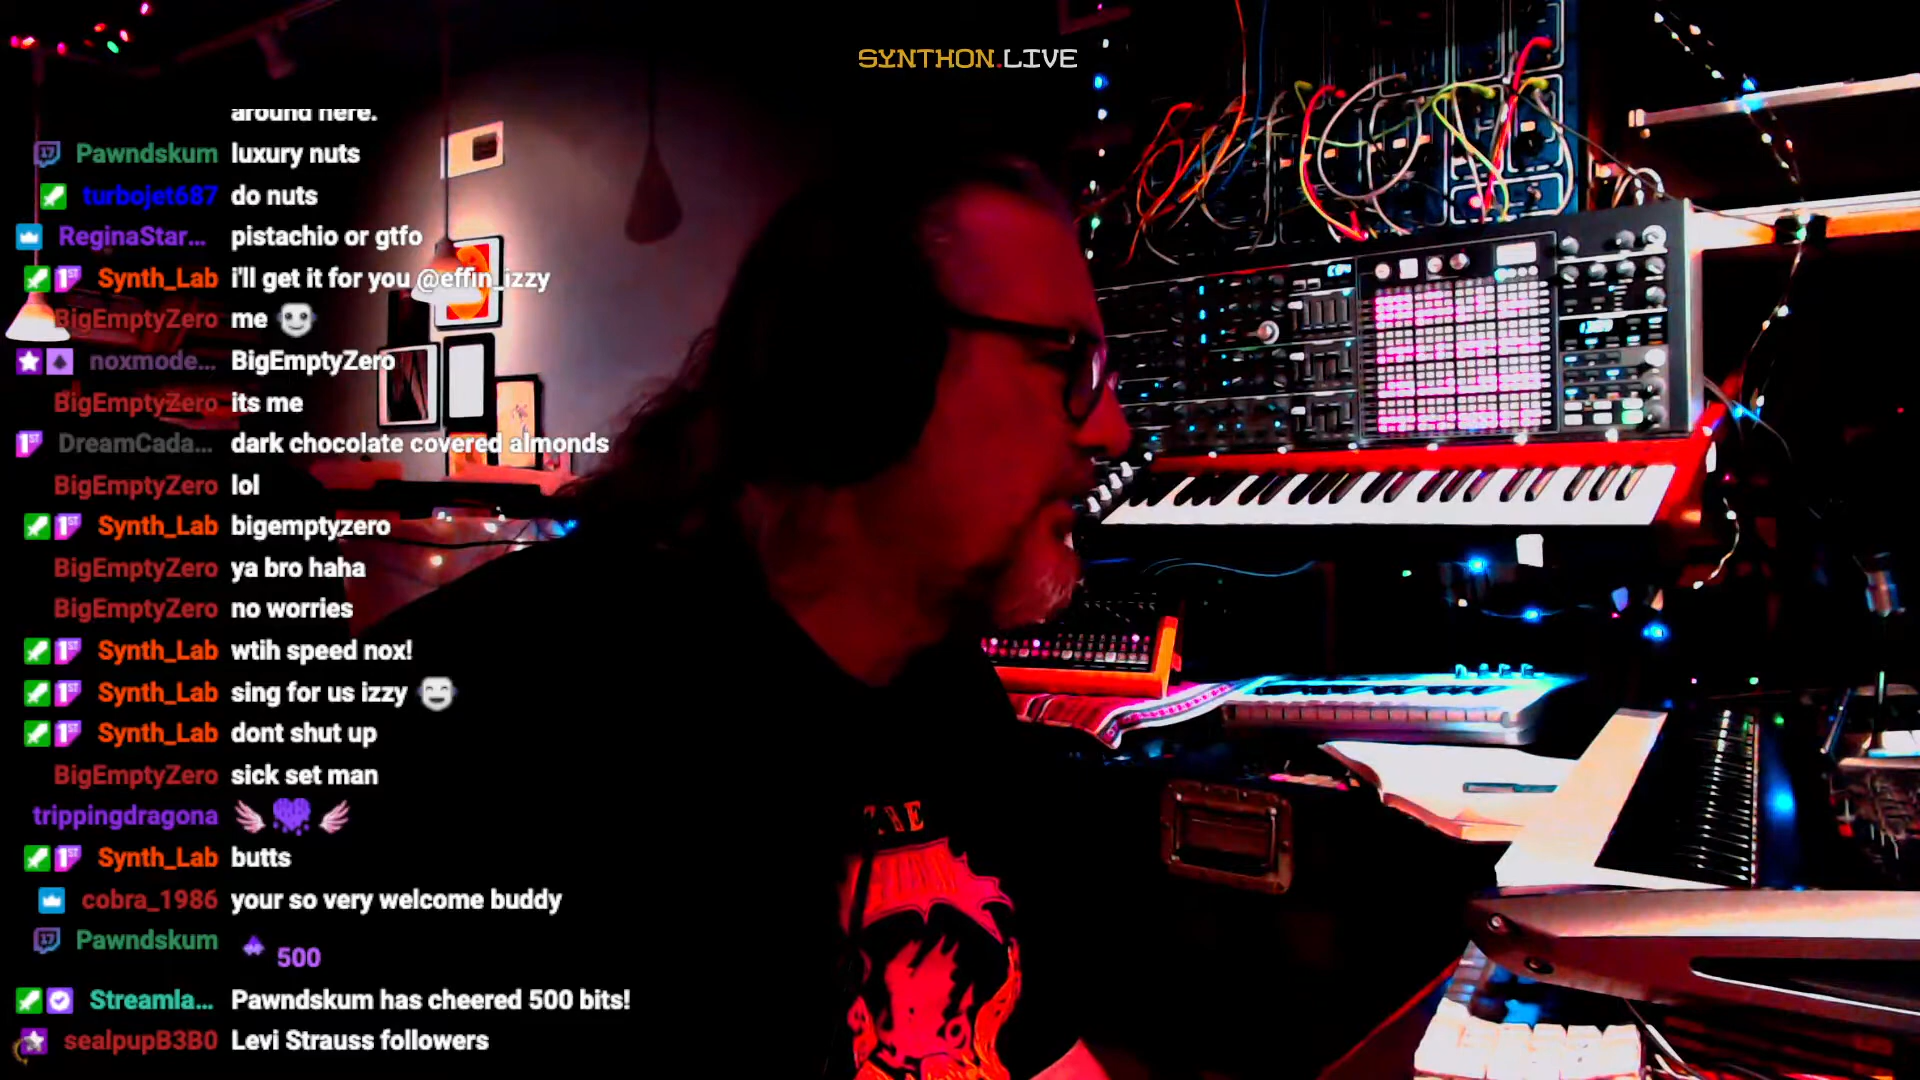 SYNTHON.LIVE
around here.
Pawndskum luxury nuts
turbojet687 do nuts
ReginaStar... pistachio or gtfo
Synth_Lab i'll get it for you @effin_izzy
BigEmptyZero me
noxmode... BigEmptyZero
BigEmptyZero its me
DreamCada... dark chocolate covered almonds
BigEmptyZero lol
Synth_Lab bigemptyzero
BigEmptyZero ya bro haha
BigEmptyZero no worries
Synth_Lab wtih speed nox!
Synth_Lab sing for us izzy
Synth_Lab dont shut up
BigEmptyZero sick set man
trippingdragona
Synth_Lab butts
cobra_1986 your so very welcome buddy
Pawndskum 500
Streamla... Pawndskum has cheered 500 bits!
sealpupB3B0 Levi Strauss followers